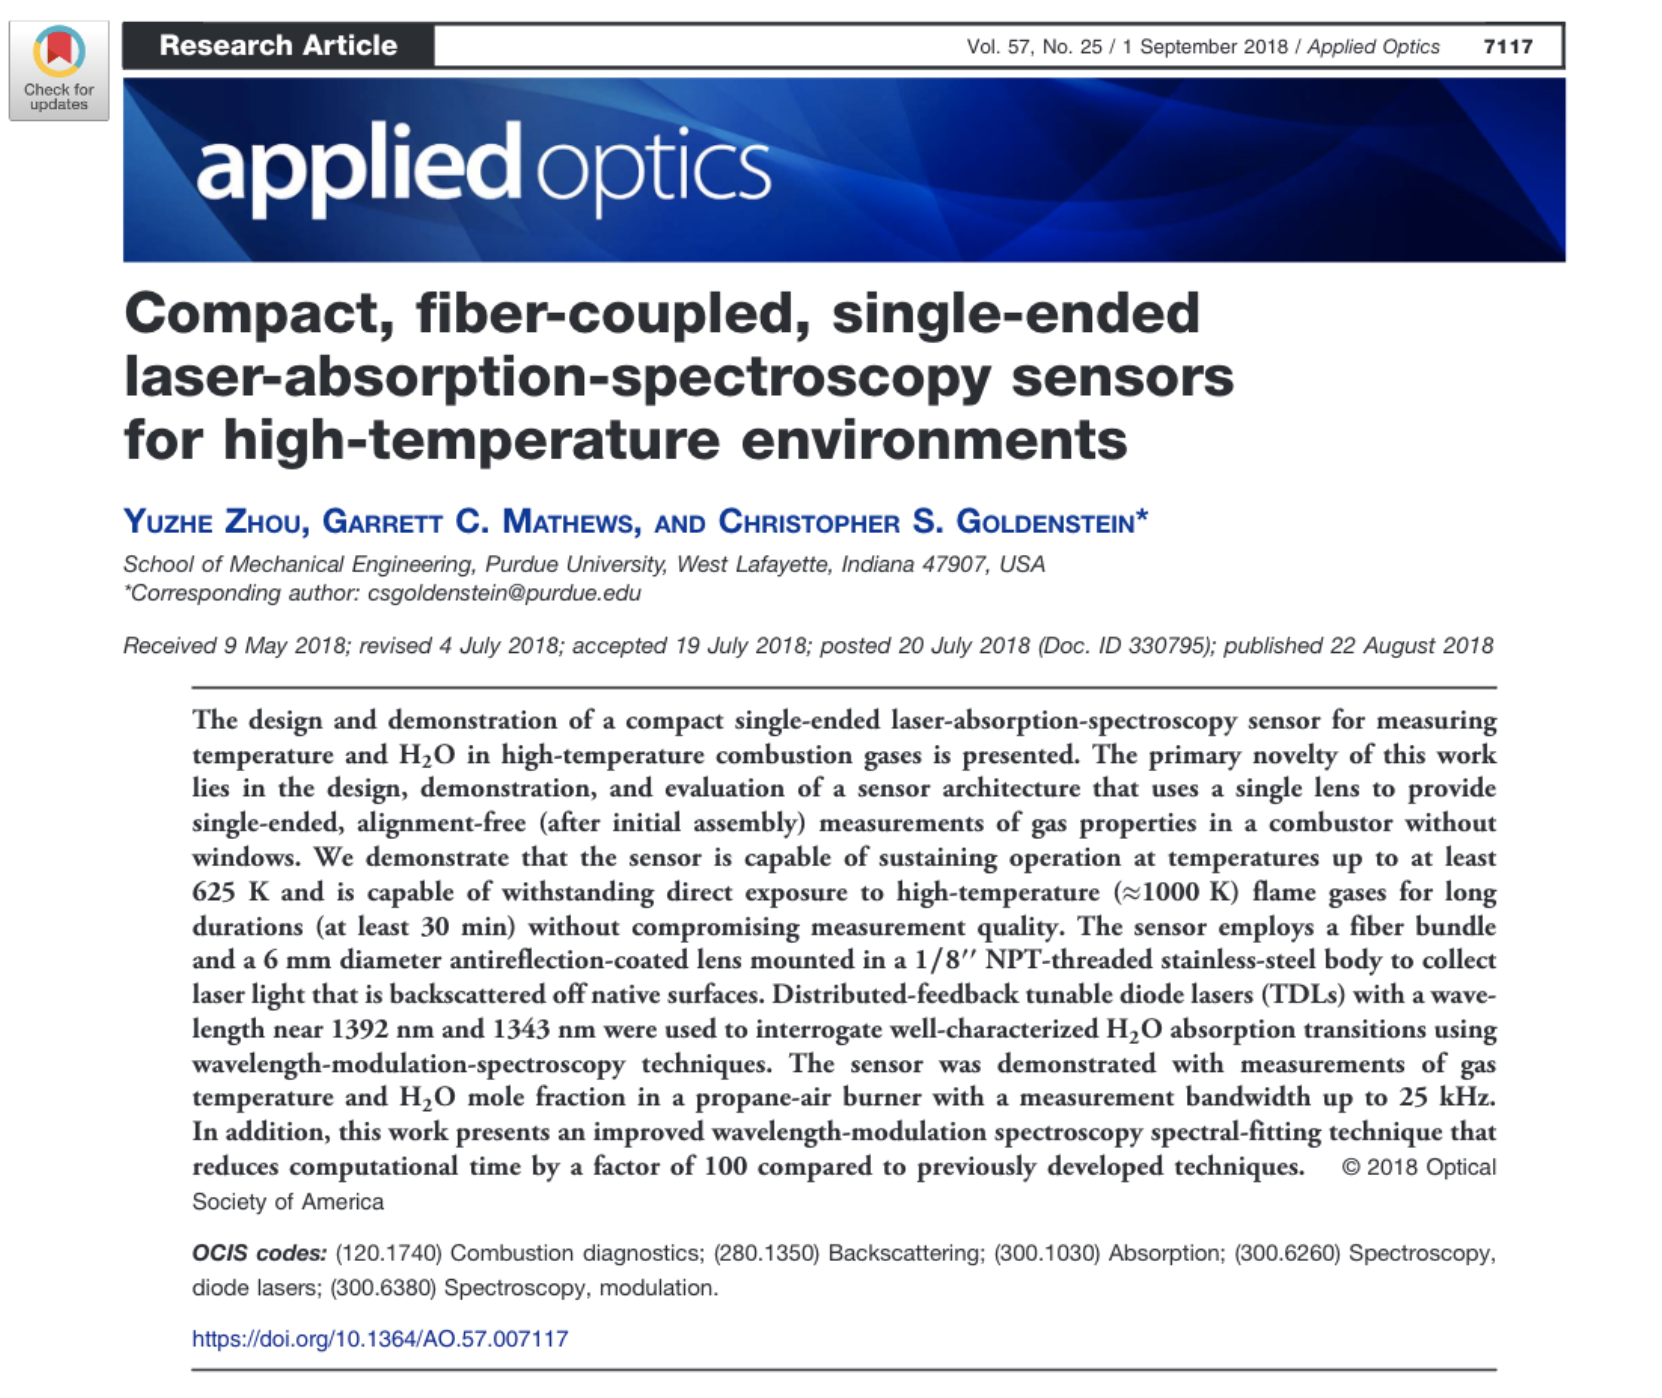 Check for
updates
Research Article
Vol. 57, No. 25 / 1 September 2018 / Applied Optics 7117
applied optics
Compact, fiber-coupled, single-ended
laser-absorption-spectroscopy sensors
for high-temperature environments
Yuzhe Zhou, Garrett C. Mathews, and Christopher S. Goldenstein*
School of Mechanical Engineering, Purdue University, West Lafayette, Indiana 47907, USA
*Corresponding author: csgoldenstein@purdue.edu
Received 9 May 2018; revised 4 July 2018; accepted 19 July 2018; posted 20 July 2018 (Doc. ID 330795); published 22 August 2018
The design and demonstration of a compact single-ended laser-absorption-spectroscopy sensor for measuring
temperature and H₂O in high-temperature combustion gases is presented. The primary novelty of this work
lies in the design, demonstration, and evaluation of a sensor architecture that uses a single lens to provide
single-ended, alignment-free (after initial assembly) measurements of gas properties in a combustor without
windows. We demonstrate that the sensor is capable of sustaining operation at temperatures up to at least
625 K and is capable of withstanding direct exposure to high-temperature (≈1000 K) flame gases for long
durations (at least 30 min) without compromising measurement quality. The sensor employs a fiber bundle
and a 6 mm diameter antireflection-coated lens mounted in a 1/8″ NPT-threaded stainless-steel body to collect
laser light that is backscattered off native surfaces. Distributed-feedback tunable diode lasers (TDLs) with a wave-
length near 1392 nm and 1343 nm were used to interrogate well-characterized H₂O absorption transitions using
wavelength-modulation-spectroscopy techniques. The sensor was demonstrated with measurements of gas
temperature and H₂O mole fraction in a propane-air burner with a measurement bandwidth up to 25 kHz.
In addition, this work presents an improved wavelength-modulation spectroscopy spectral-fitting technique that
reduces computational time by a factor of 100 compared to previously developed techniques. © 2018 Optical
Society of America
OCIS codes: (120.1740) Combustion diagnostics; (280.1350) Backscattering; (300.1030) Absorption; (300.6260) Spectroscopy,
diode lasers; (300.6380) Spectroscopy, modulation.
https://doi.org/10.1364/AO.57.007117